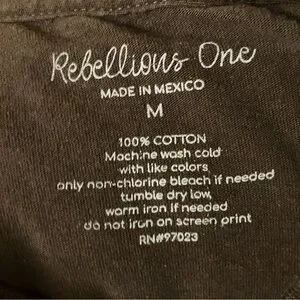 Rebellious One
MADE IN MEXICO
M
100% COTTON
Machine wash cold
with like colors
only non-chlorine bleach if needed
tumble dry low,
warm iron if needed
do not iron on screen print
RN#97023